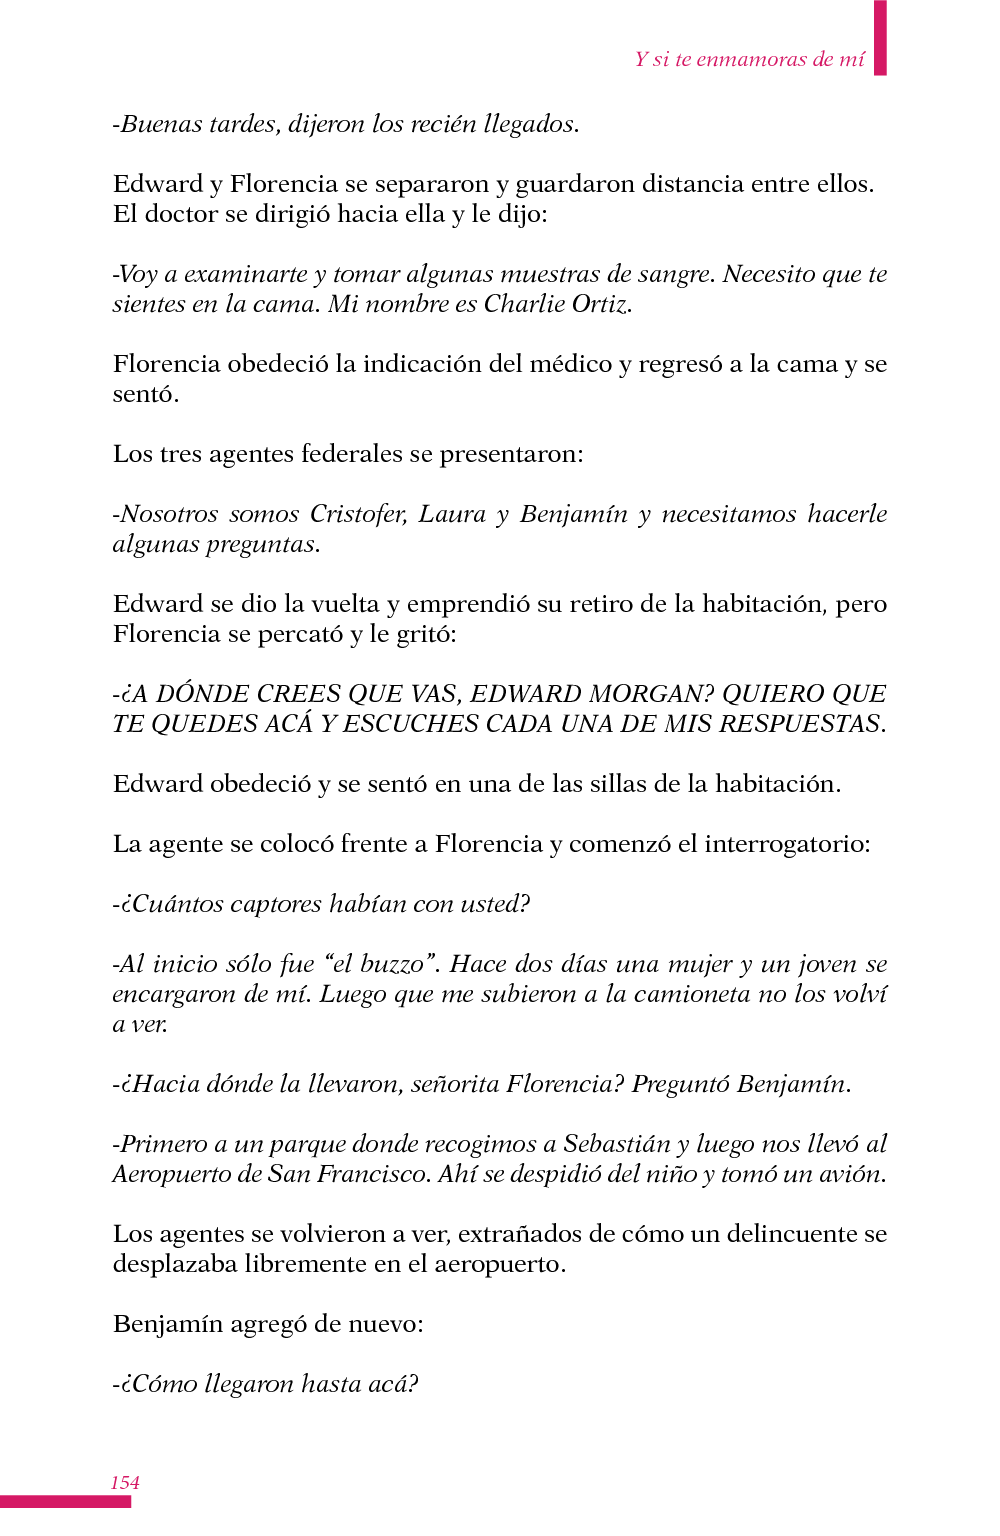 Y si te enmamoras de mí
-Buenas tardes, dijeron los recién llegados.
Edward y Florencia se separaron y guardaron distancia entre ellos.
El doctor se dirigió hacia ella y le dijo:
-Voy a examinarte y tomar algunas muestras de sangre. Necesito que te
sientes en la cama. Mi nombre es Charlie Ortiz.
Florencia obedeció la indicación del médico y regresó a la cama y se
sentó.
Los tres agentes federales se presentaron:
-Nosotros somos Cristofer, Laura y Benjamín y necesitamos hacerle
algunas preguntas.
Edward se dio la vuelta y emprendió su retiro de la habitación, pero
Florencia se percató y le gritó:
-¿A DÓNDE CREES QUE VAS, EDWARD MORGAN? QUIERO QUE
TE QUEDES ACÁ Y ESCUCHES CADA UNA DE MIS RESPUESTAS.
Edward obedeció y se sentó en una de las sillas de la habitación.
La agente se colocó frente a Florencia y comenzó el interrogatorio:
-¿Cuántos captores habían con usted?
-Al inicio sólo fue “el buzzo”. Hace dos días una mujer y un joven se
encargaron de mí. Luego que me subieron a la camioneta no los volví
a ver.
-¿Hacia dónde la llevaron, señorita Florencia? Preguntó Benjamín.
-Primero a un parque donde recogimos a Sebastián y luego nos llevó al
Aeropuerto de San Francisco. Ahí se despidió del niño y tomó un avión.
Los agentes se volvieron a ver, extrañados de cómo un delincuente se
desplazaba libremente en el aeropuerto.
Benjamín agregó de nuevo:
-¿Cómo llegaron hasta acá?
154